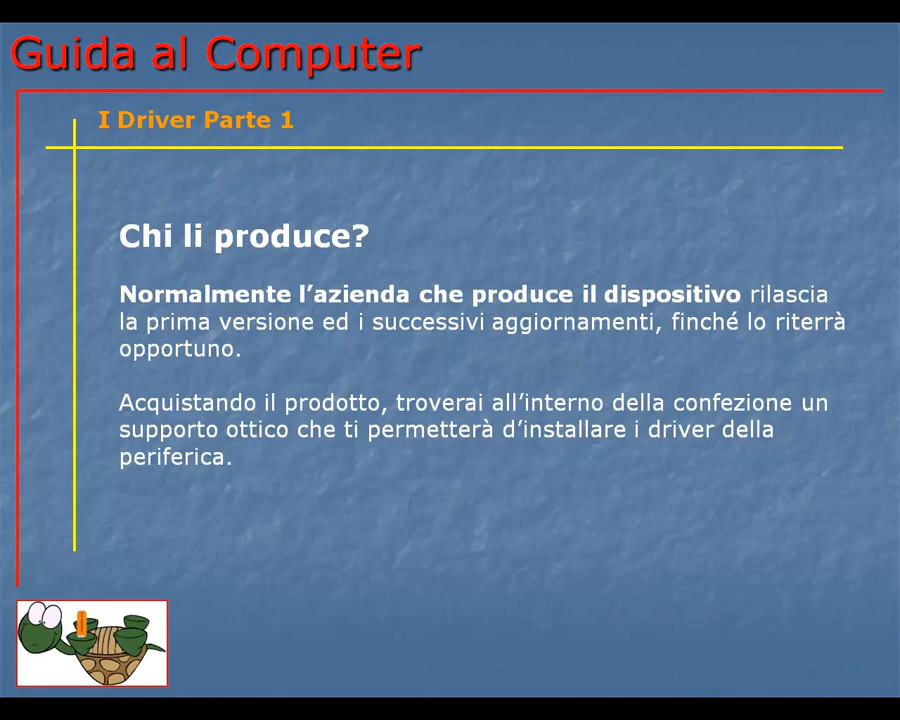 Guida al Computer
I Driver Parte 1
Chi li produce?
Normalmente l’azienda che produce il dispositivo rilascia
la prima versione ed i successivi aggiornamenti, finché lo riterrà
opportuno.
Acquistando il prodotto, troverai all’interno della confezione un
supporto ottico che ti permetterà d’installare i driver della
periferica.